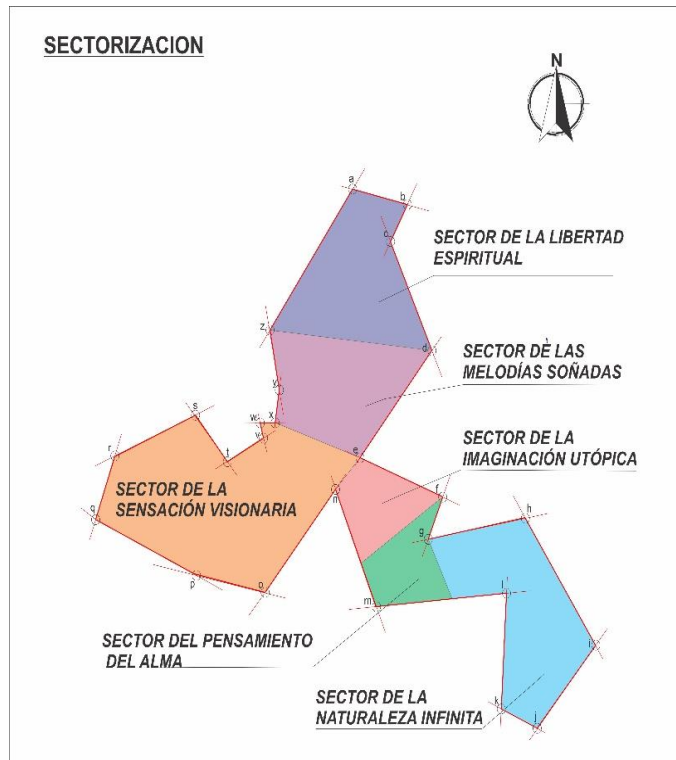 SECTORIZACION
N
a
b
c
SECTOR DE LA LIBERTAD
ESPIRITUAL
z
d
SECTOR DE LAS
MELODÍAS SOÑADAS
y
s
w
x
v
r
t
e
SECTOR DE LA
IMAGINACIÓN UTÓPICA
SECTOR DE LA
SENSACIÓN VISIONARIA
n
f
q
h
g
p
o
l
m
i
SECTOR DEL PENSAMIENTO
DEL ALMA
SECTOR DE LA
NATURALEZA INFINITA
k
j